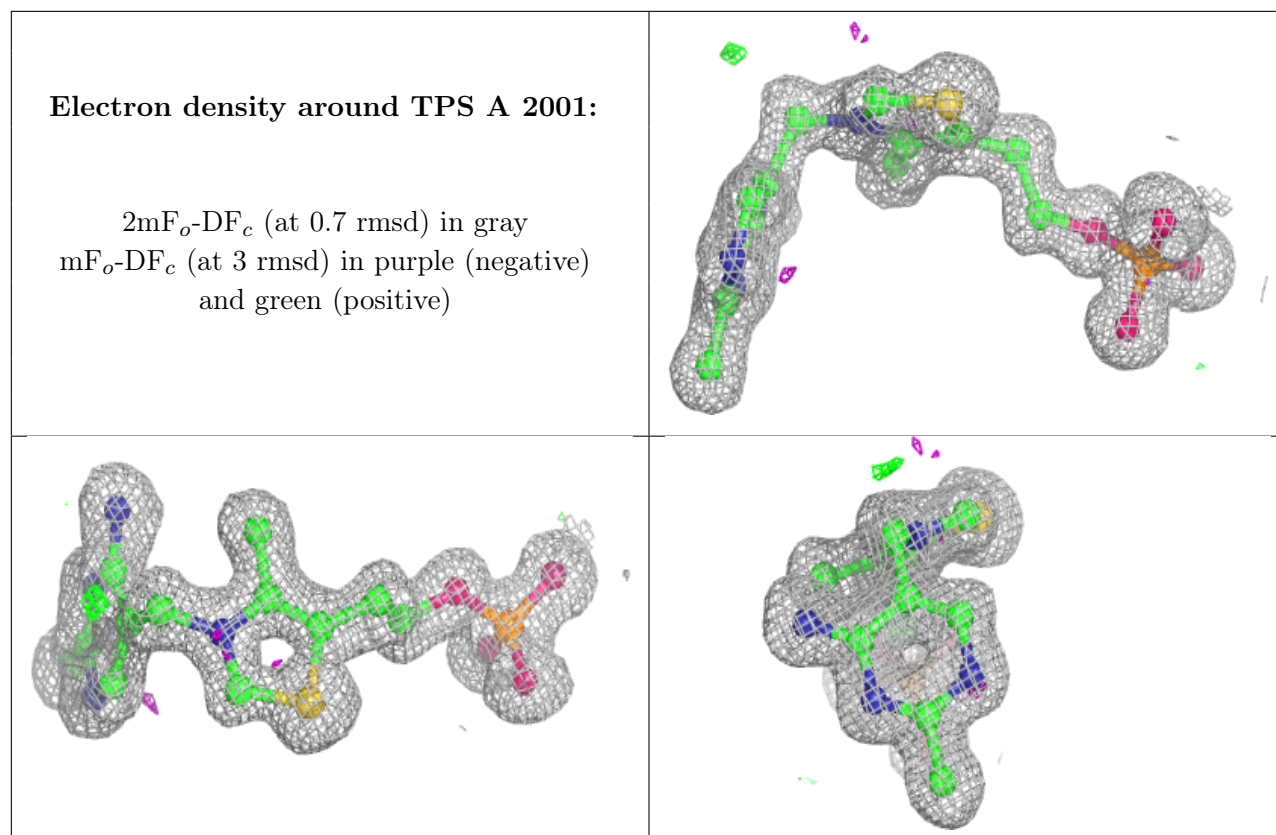 Electron density around TPS A 2001:
2mFo-DFc (at 0.7 rmsd) in gray
mFo-DFc (at 3 rmsd) in purple (negative)
and green (positive)